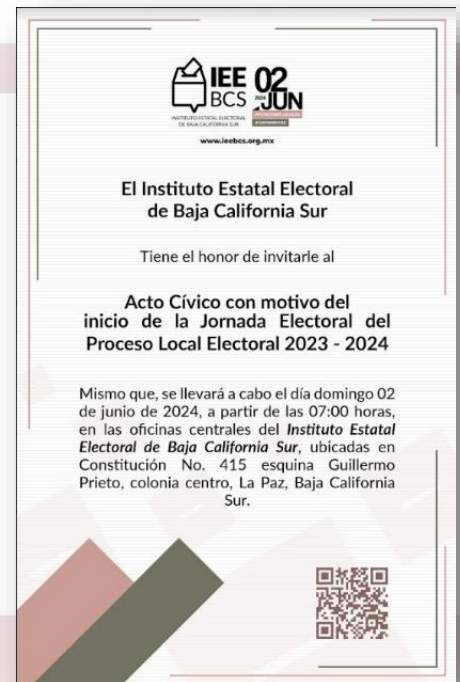 IEE
BCS
INSTITUTO ESTATAL ELECTORAL
DE BAJA CALIFORNIA SUR
02
2024
JUN
DIPUTACIONES LOCALES
AYUNTAMIENTOS
www.ieebcs.org.mx
El Instituto Estatal Electoral
de Baja California Sur
Tiene el honor de invitarle al
Acto Cívico con motivo del
inicio de la Jornada Electoral del
Proceso Local Electoral 2023 - 2024
Mismo que, se llevará a cabo el día domingo 02
de junio de 2024, a partir de las 07:00 horas,
en las oficinas centrales del Instituto Estatal
Electoral de Baja California Sur, ubicadas en
Constitución No. 415 esquina Guillermo
Prieto, colonia centro, La Paz, Baja California
Sur.